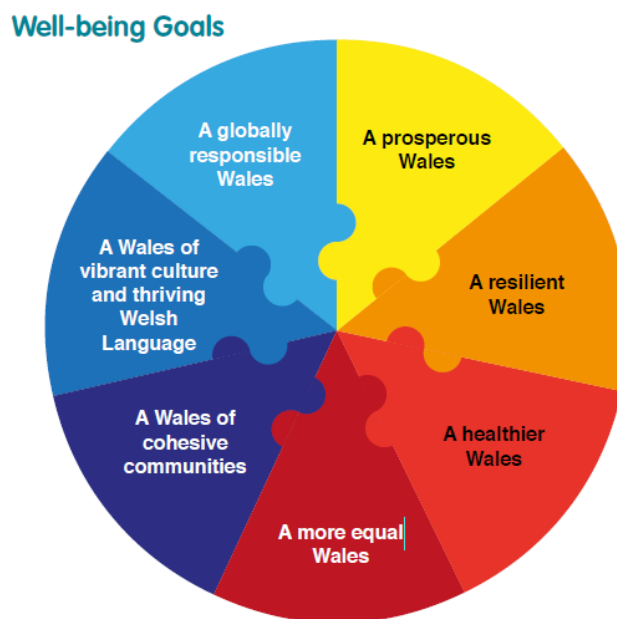 Well-being Goals
A prosperous
Wales
A resilient
Wales
A healthier
Wales
A more equal
Wales
A Wales of
cohesive
communities
A Wales of
vibrant culture
and thriving
Welsh
Language
A globally
responsible
Wales